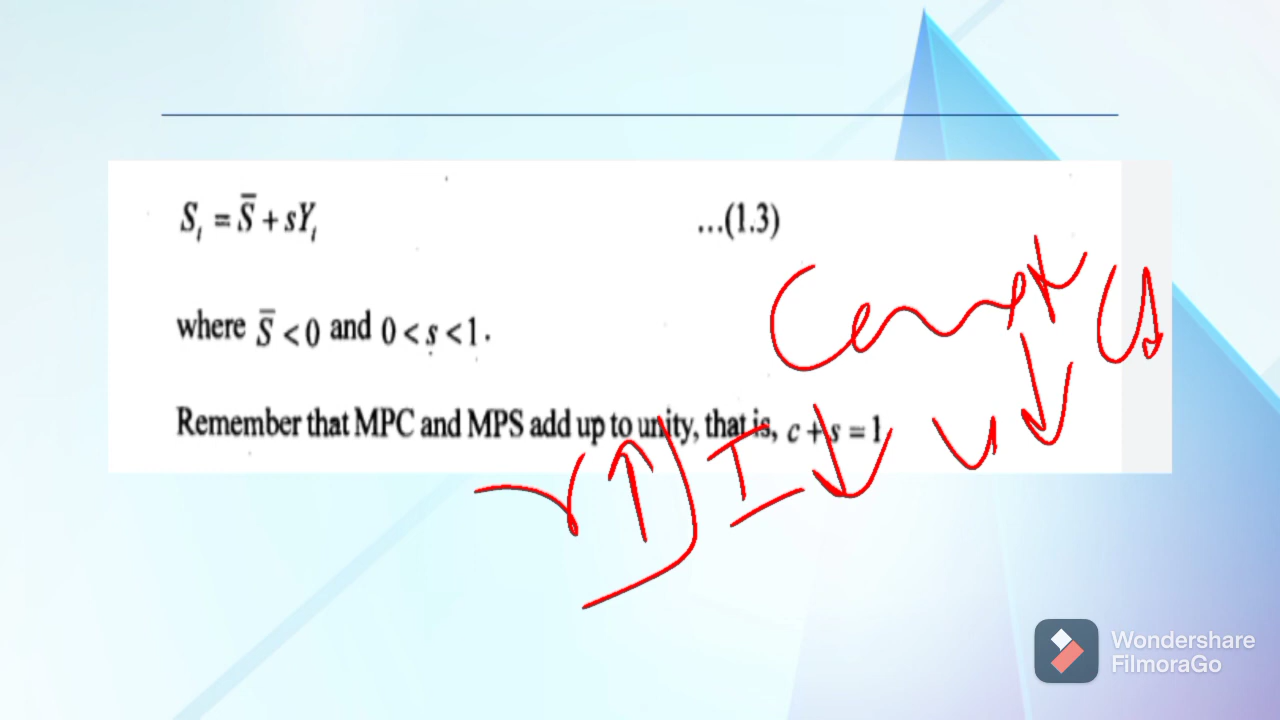 S_t = S̄ + sY_t ...(1.3)
where S̄ < 0 and 0 < s < 1.
Remember that MPC and MPS add up to unity, that is, c + s = 1
I
Wondershare
FilmoraGo